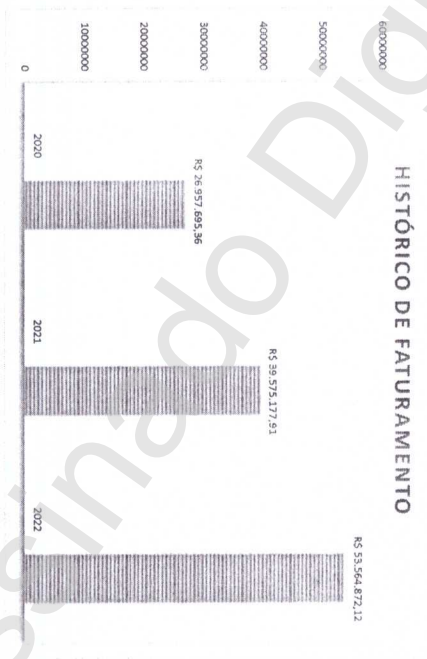 HISTÓRICO DE FATURAMENTO
60000000
50000000
40000000
30000000
20000000
10000000
0
R$ 26.957.695,36
R$ 39.575.177,91
R$ 53.564.872,12
2020
2021
2022